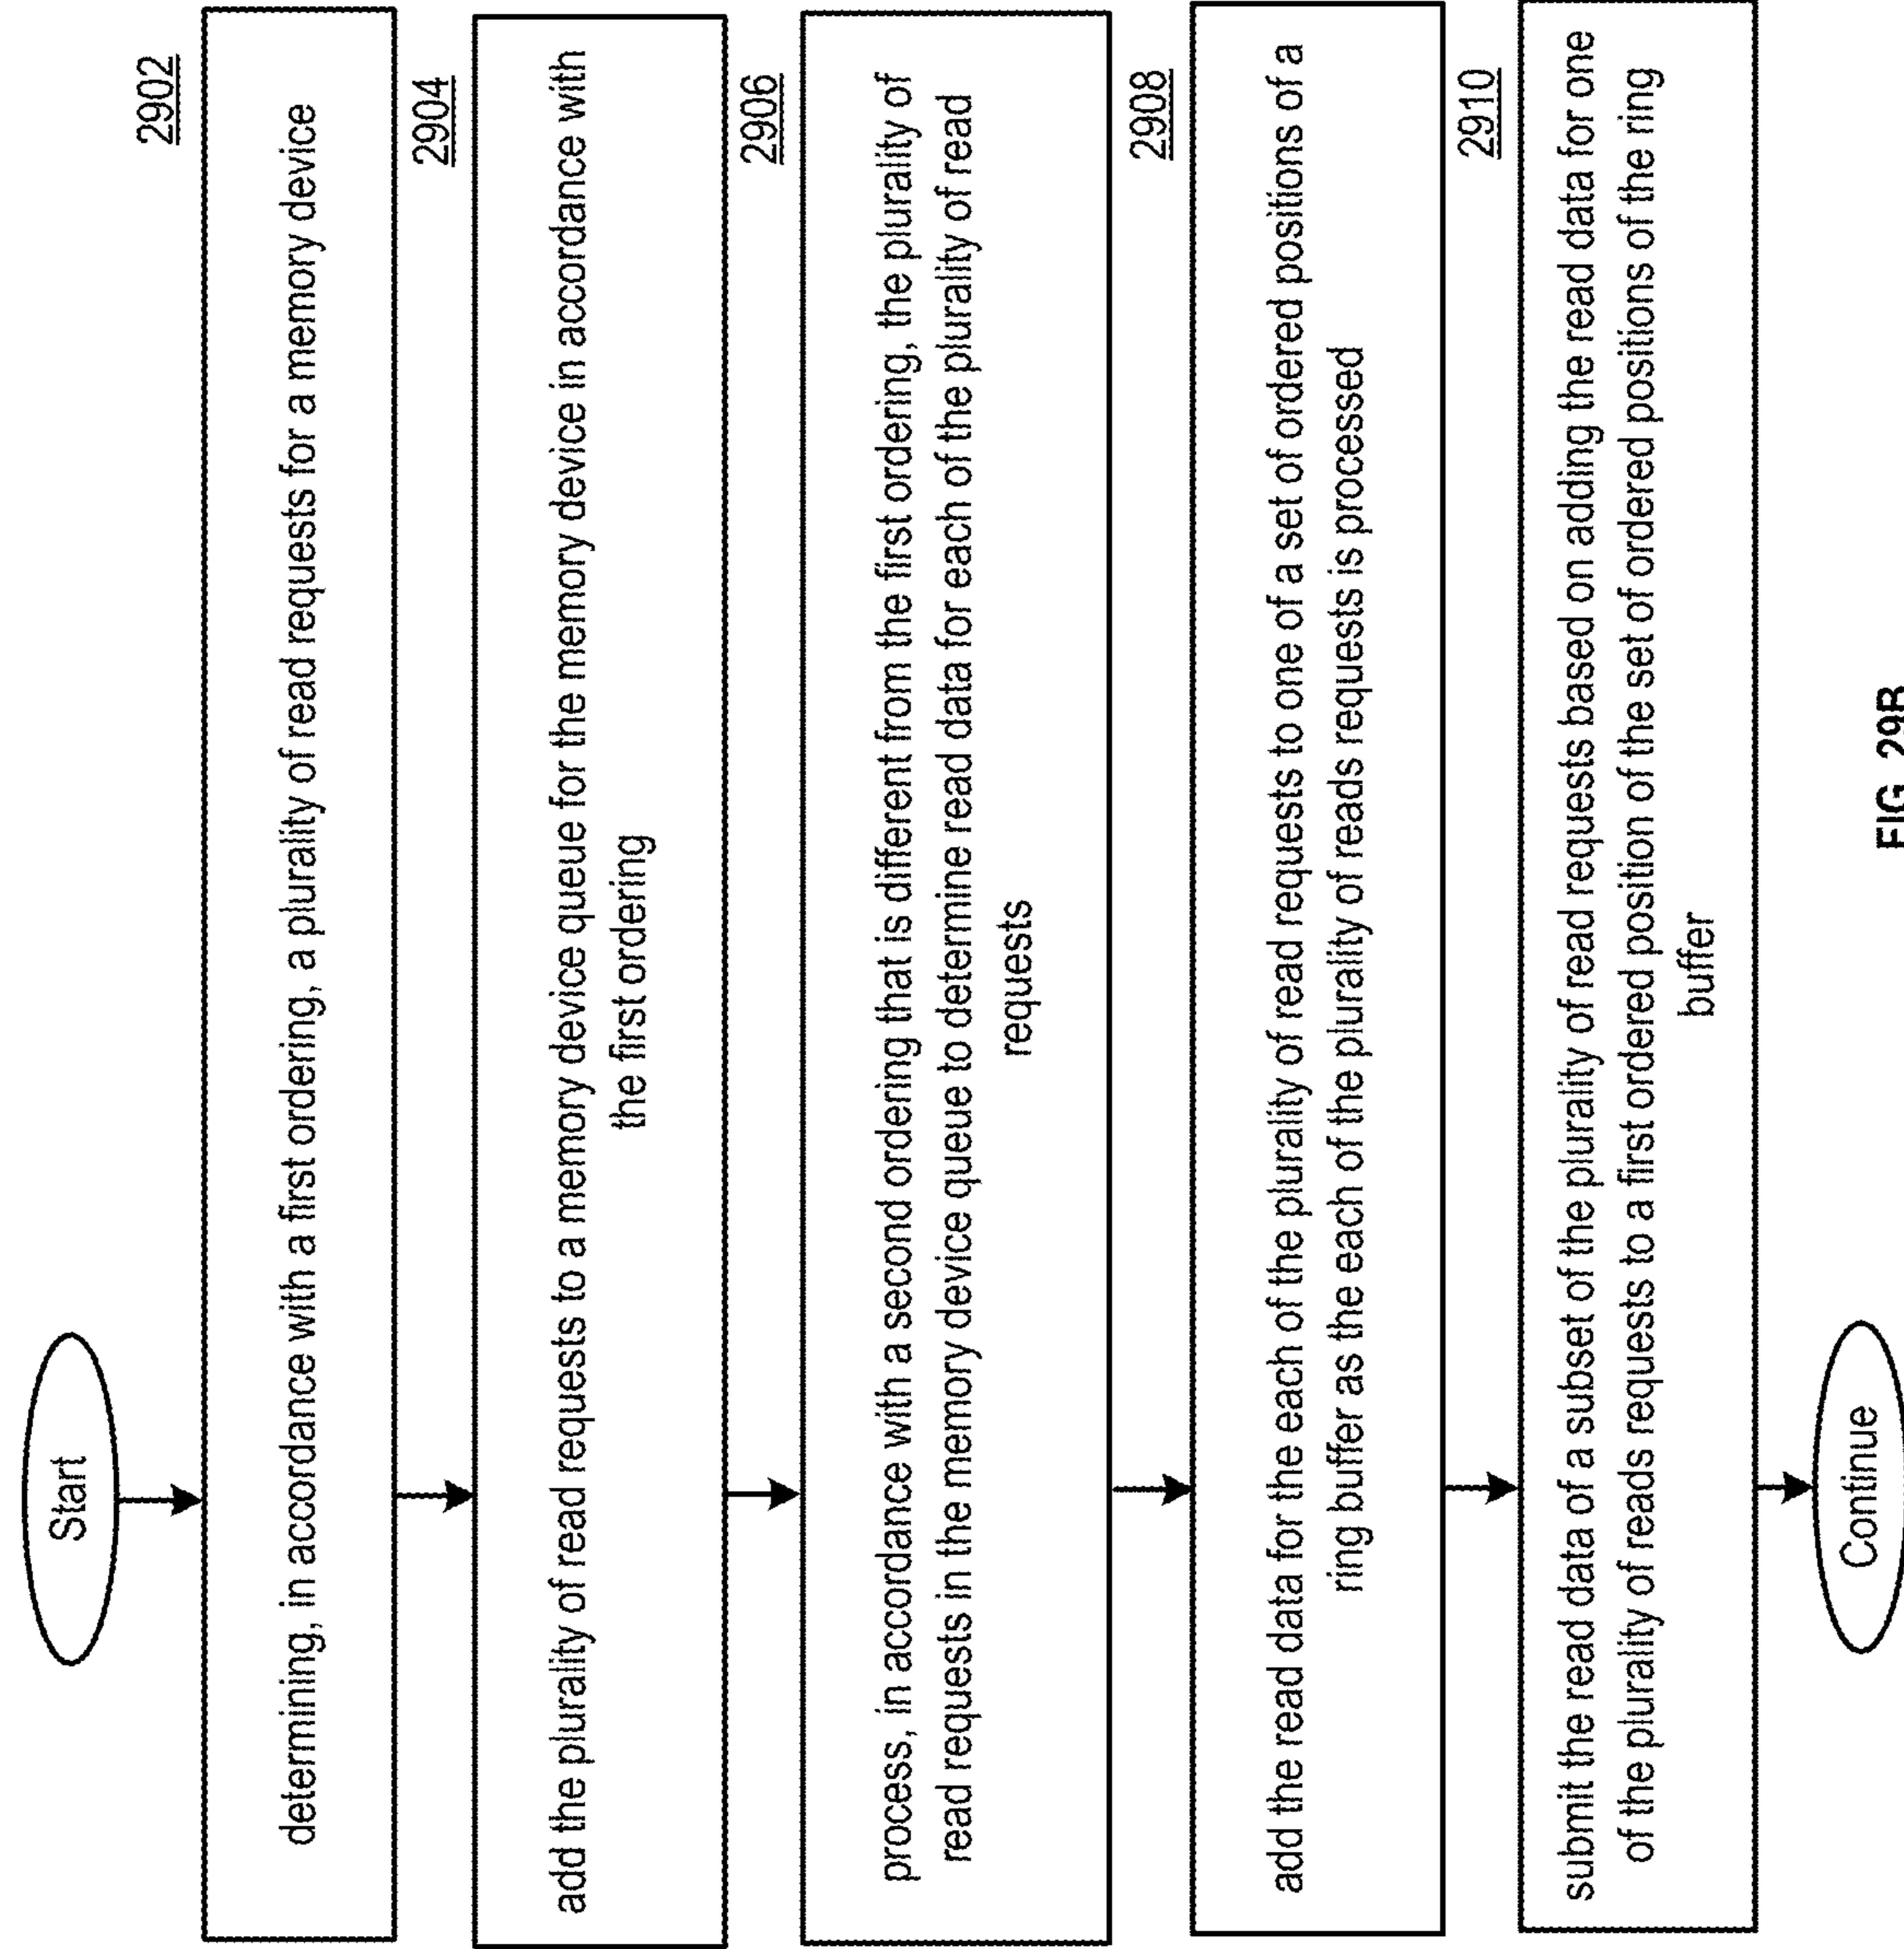 Start
2902
determining, in accordance with a first ordering, a plurality of read requests for a memory device
2904
add the plurality of read requests to a memory device queue for the memory device in accordance with
the first ordering
2906
process, in accordance with a second ordering that is different from the first ordering, the plurality of
read requests in the memory device queue to determine read data for each of the plurality of read
requests
2908
add the read data for the each of the plurality of read requests to one of a set of ordered positions of a
ring buffer as the each of the plurality of reads requests is processed
2910
submit the read data of a subset of the plurality of read requests based on adding the read data for one
of the plurality of reads requests to a first ordered position of the set of ordered positions of the ring
buffer
Continue
FIG. 29B